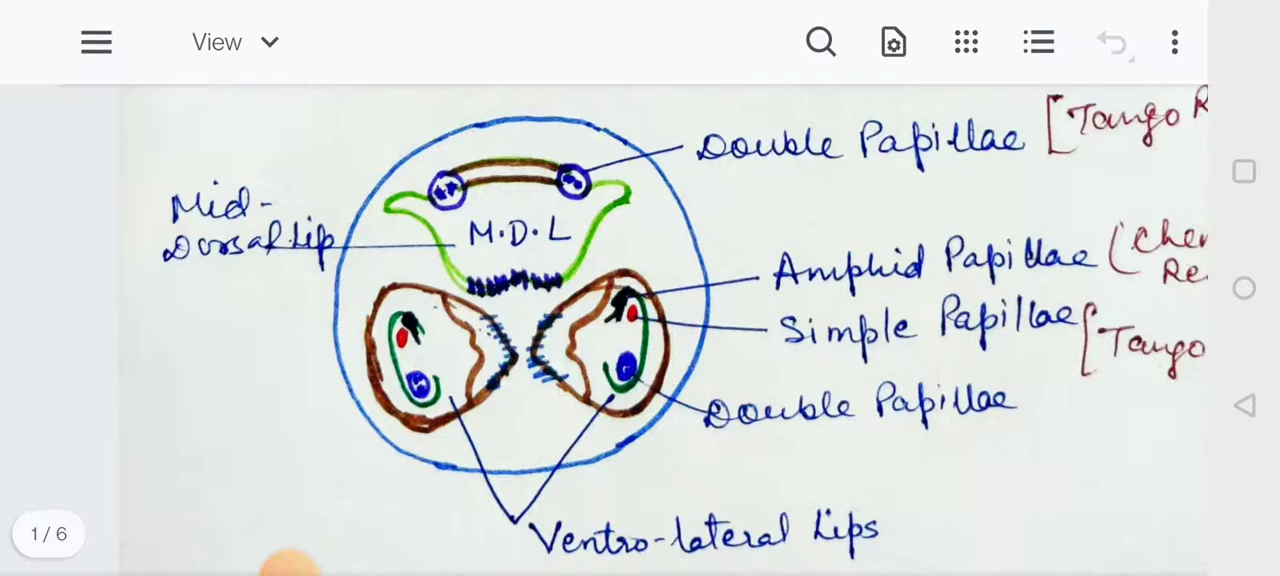 View
Double Papillae [Tango R
Mid-
Dorsal Lip
M.D.L
Amphid Papillae (Che
Re
Simple Papillae [Tango
Double Papillae
Ventro-lateral Lips
1 / 6